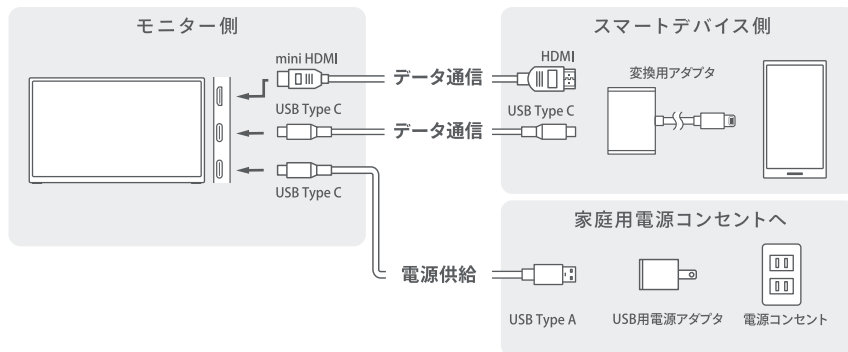 モニター側
スマートデバイス側
mini HDMI
データ通信
HDMI
変換用アダプタ
USB Type C
データ通信
USB Type C
USB Type C
家庭用電源コンセントへ
電源供給
USB Type A
USB用電源アダプタ
電源コンセント